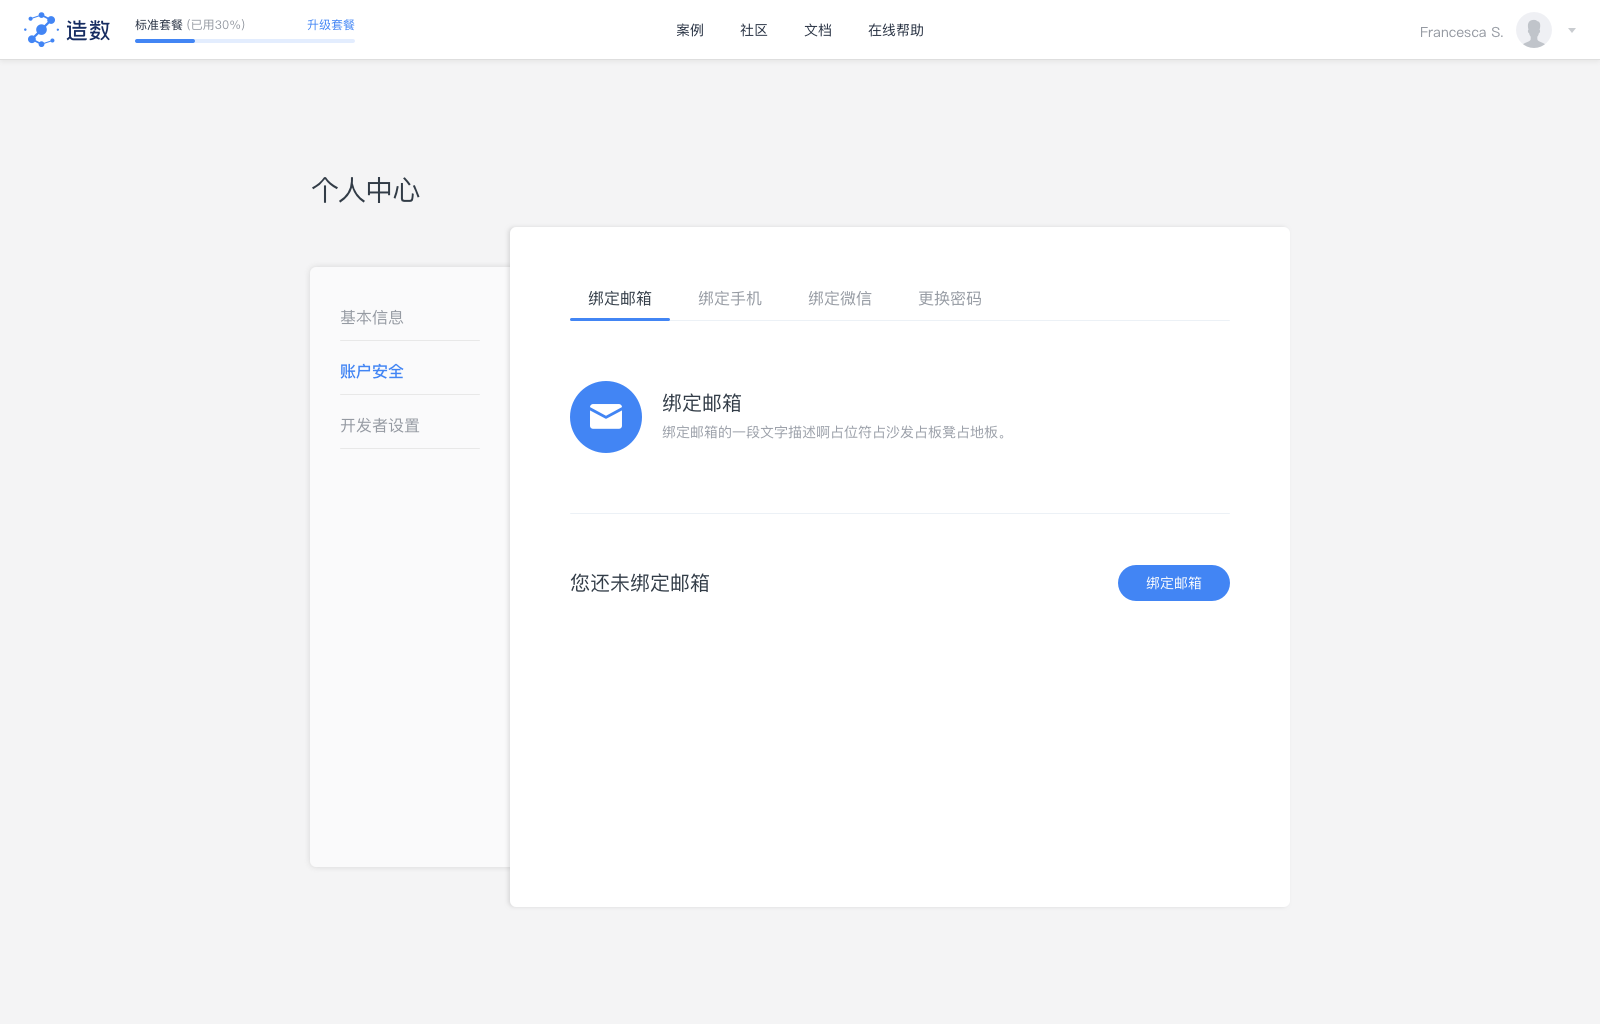 造数
标准套餐 (已用30%) 升级套餐
案例 社区 文档 在线帮助
Francesca S.
个人中心
基本信息
账户安全
开发者设置
绑定邮箱 绑定手机 绑定微信 更换密码
绑定邮箱
绑定邮箱的一段文字描述啊占位符占沙发占板凳占地板。
您还未绑定邮箱 绑定邮箱